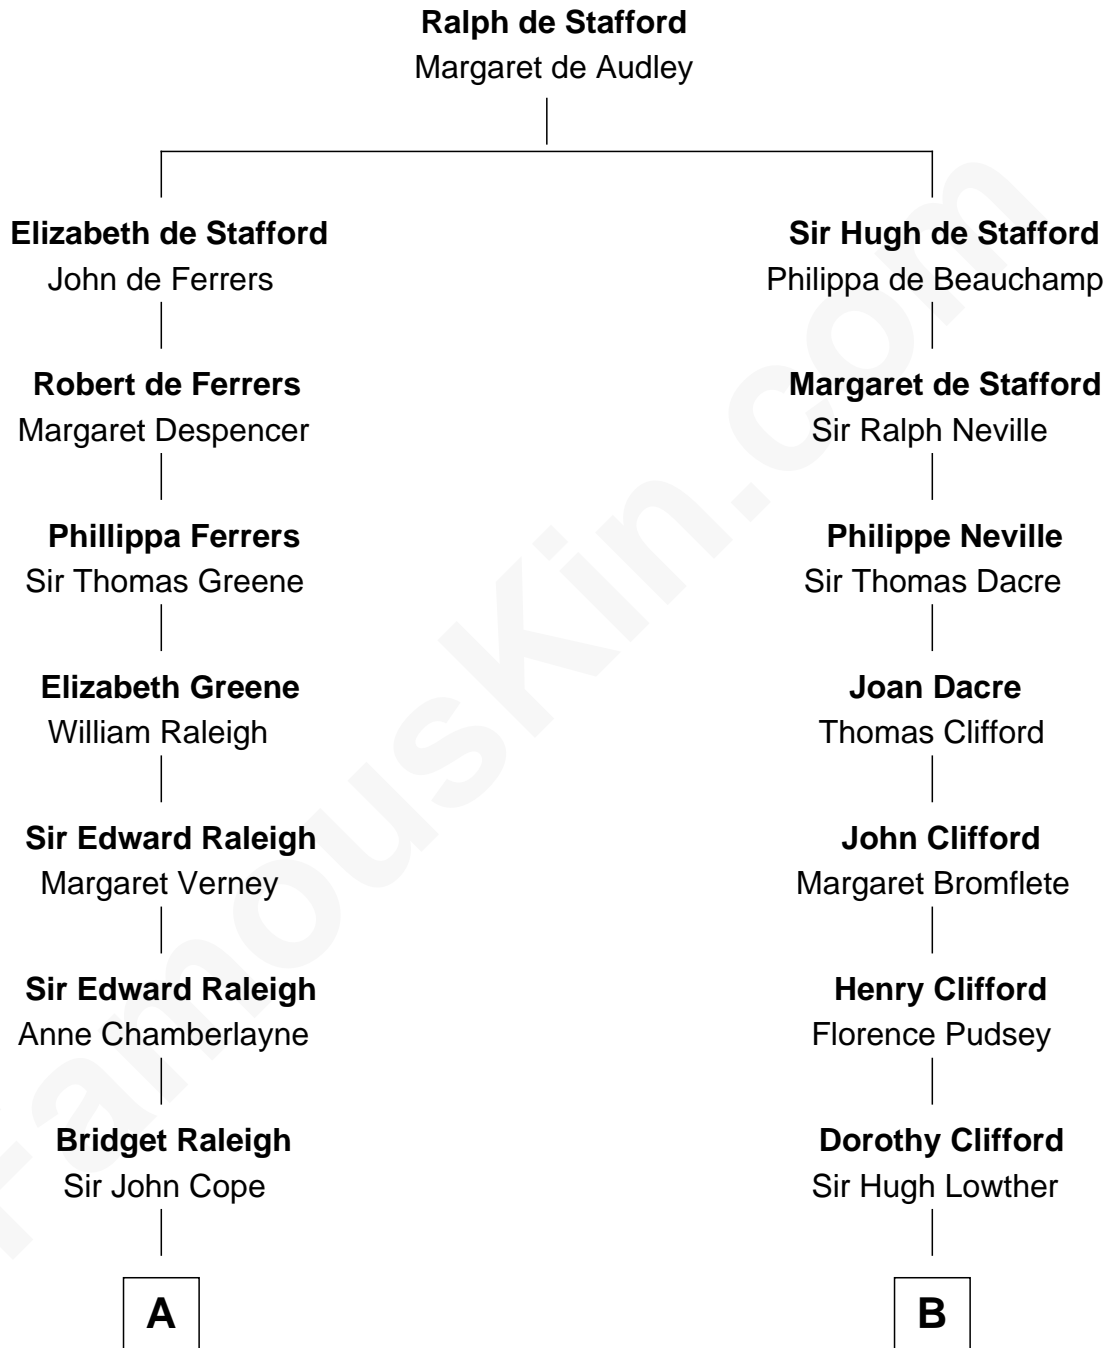 Ralph de Stafford
Margaret de Audley
Elizabeth de Stafford
John de Ferrers
Sir Hugh de Stafford
Philippa de Beauchamp
Robert de Ferrers
Margaret Despencer
Margaret de Stafford
Sir Ralph Neville
Phillippa Ferrers
Sir Thomas Greene
Philippe Neville
Sir Thomas Dacre
Elizabeth Greene
William Raleigh
Joan Dacre
Thomas Clifford
Sir Edward Raleigh
Margaret Verney
John Clifford
Margaret Bromflete
Sir Edward Raleigh
Anne Chamberlayne
Henry Clifford
Florence Pudsey
Bridget Raleigh
Sir John Cope
Dorothy Clifford
Sir Hugh Lowther
A
B
FamousKin.com